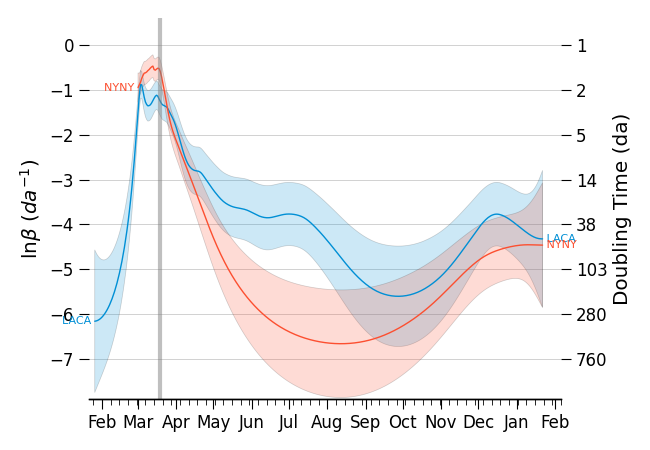 0
−1
−2
−3
−4
−5
−6
−7
lnβ (da⁻¹)
NYNY
LACA
LACA
NYNY
1
2
5
14
38
103
280
760
Doubling Time (da)
Feb Mar Apr May Jun Jul Aug Sep Oct Nov Dec Jan Feb